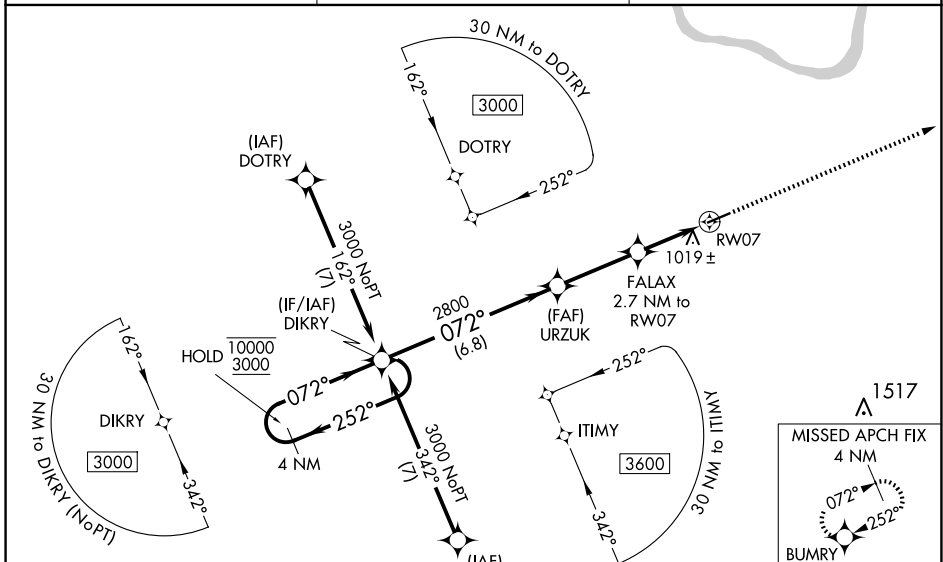 30 NM to DOTRY
162°
3000
DOTRY
252°
(IAF)
DOTRY
3000 NoPT
162°
(7)
RW07
1019 ±
FALAX
2.7 NM to
RW07
(FAF)
URZUK
2800
072°
(6.8)
(IF/IAF)
DIKRY
HOLD
10000
3000
072°
252°
4 NM
162°
DIKRY
3000
342°
30 NM to DIKRY (NoPT)
3000 NoPT
342°
(7)
(IAF)
252°
ITIMY
3600
342°
30 NM to ITIMY
1517
MISSED APCH FIX
4 NM
072°
252°
BUMRY